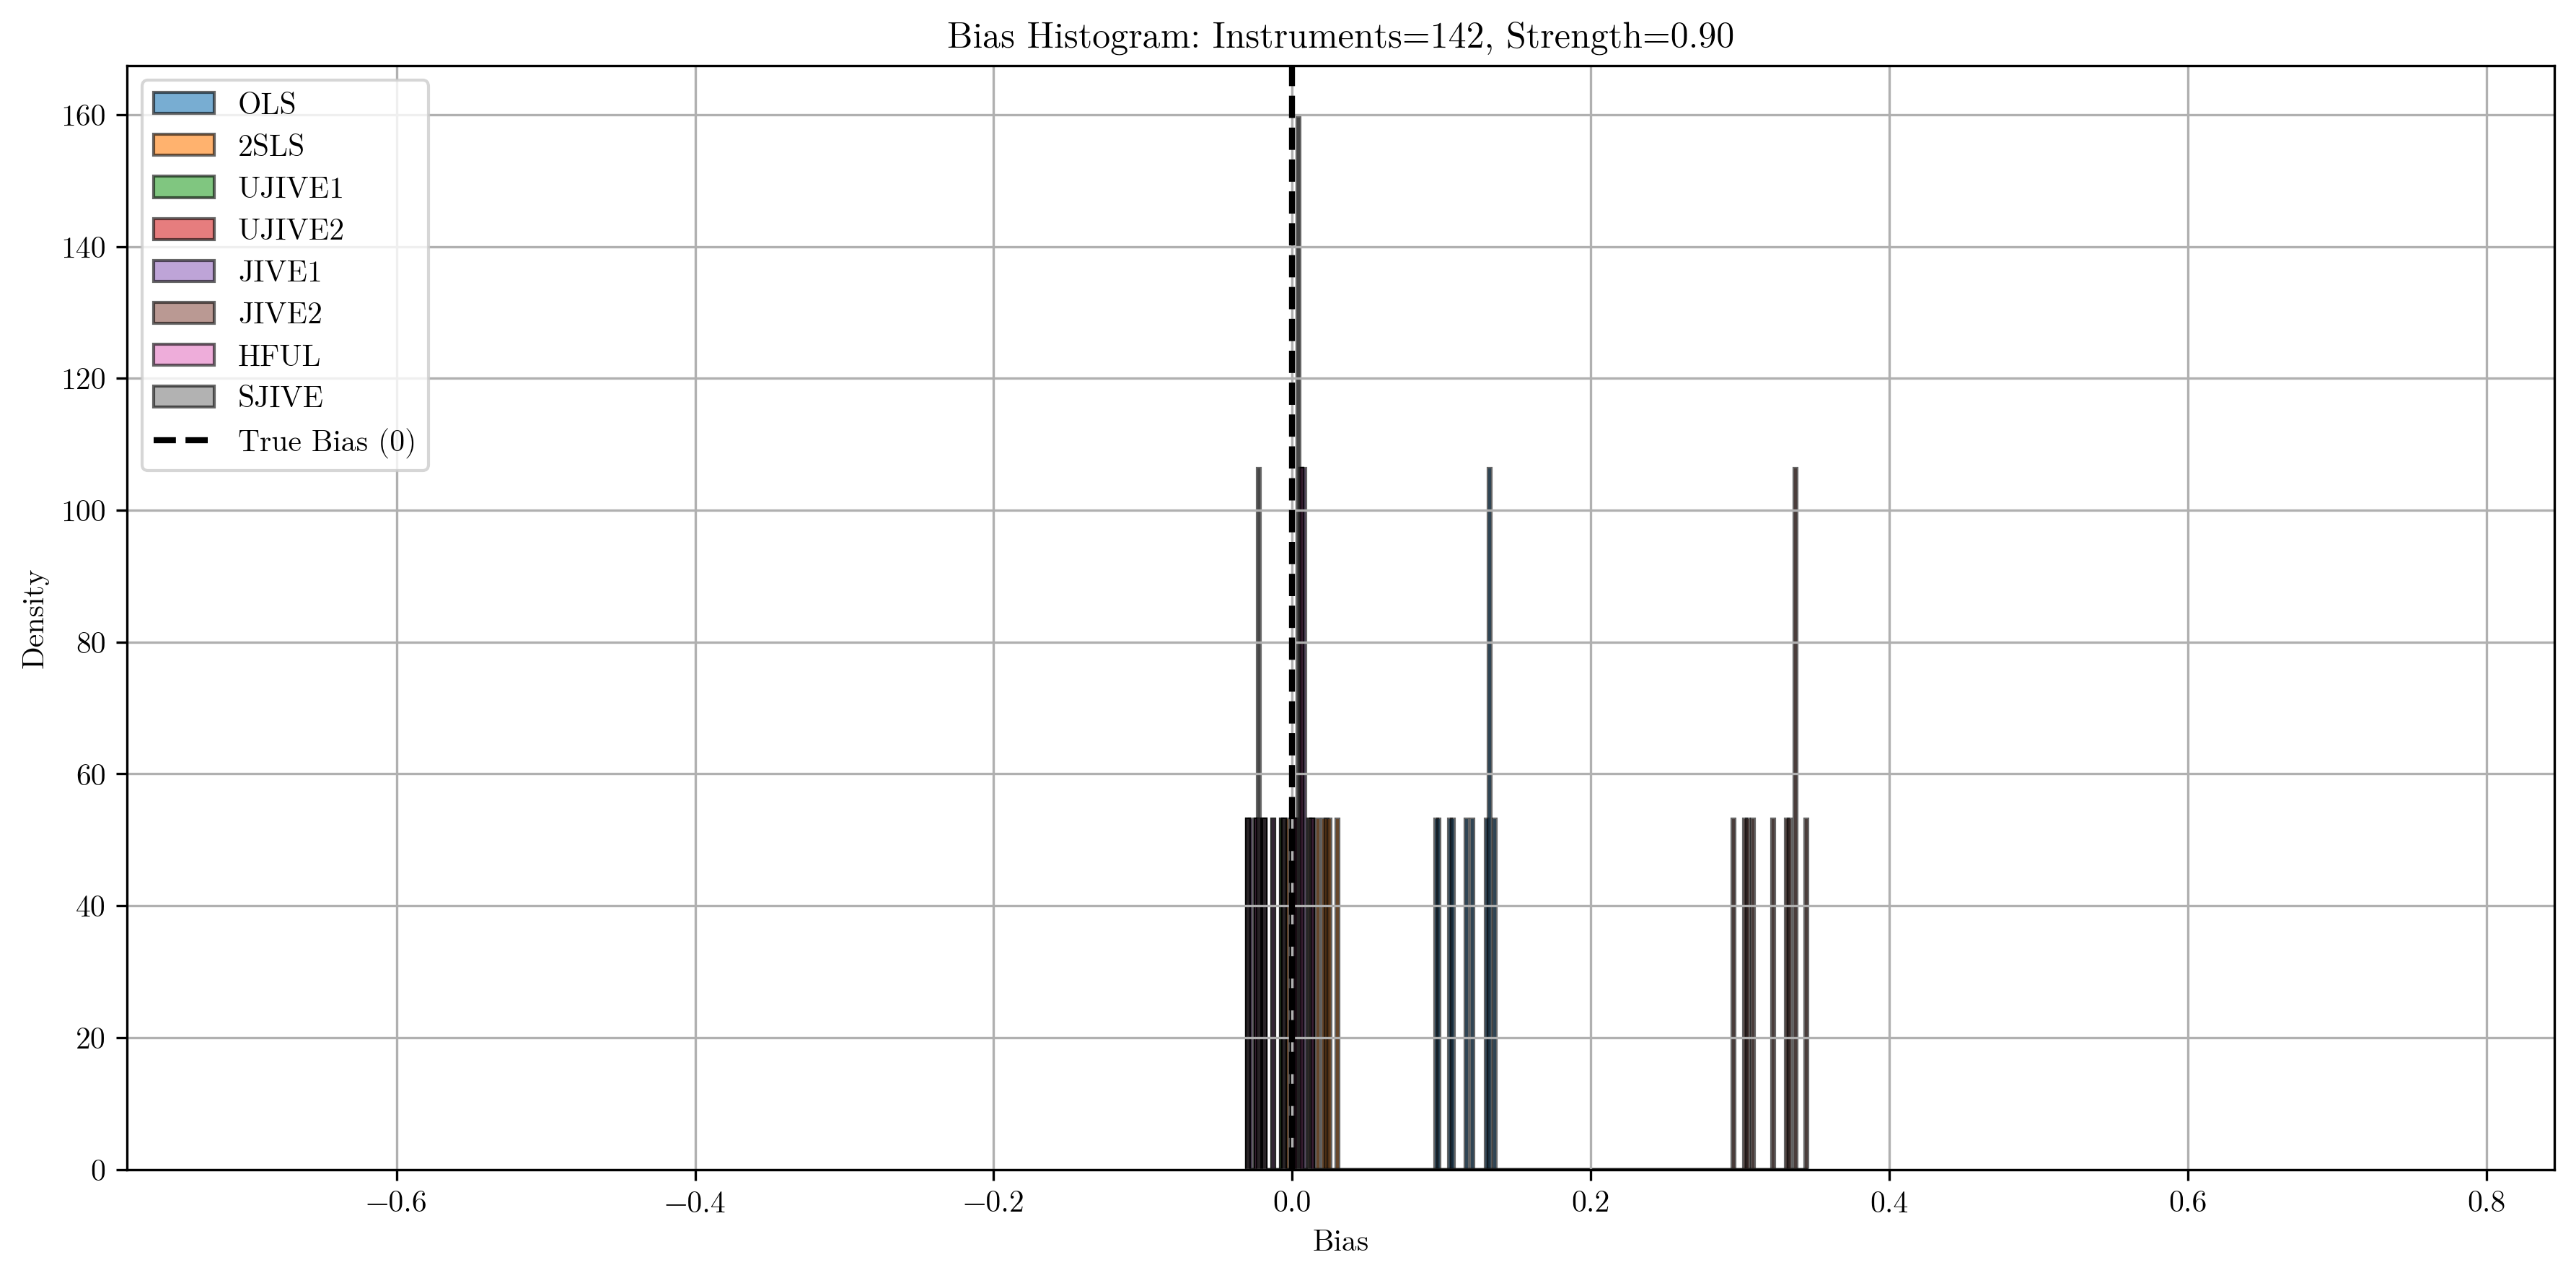 Bias Histogram: Instruments=142, Strength=0.90
OLS
2SLS
UJIVE1
UJIVE2
JIVE1
JIVE2
HFUL
SJIVE
True Bias (0)
160
140
120
100
80
60
40
20
0
Density
−0.6
−0.4
−0.2
0.0
0.2
0.4
0.6
0.8
Bias